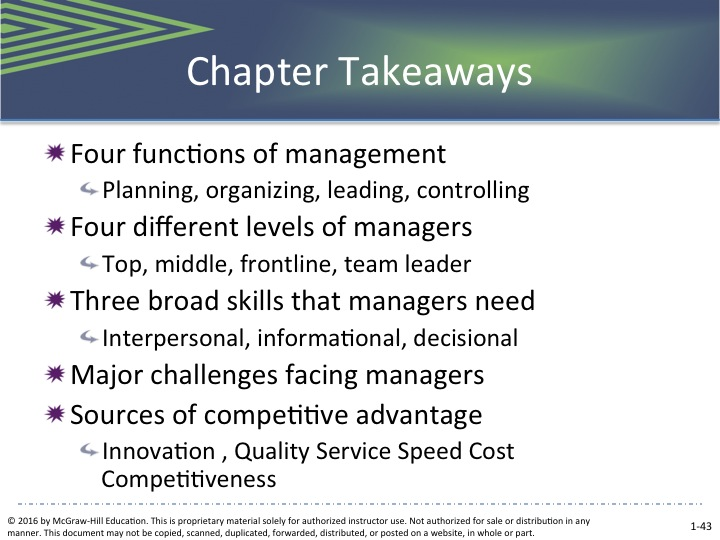 Chapter Takeaways
Four functions of management
Planning, organizing, leading, controlling
Four different levels of managers
Top, middle, frontline, team leader
Three broad skills that managers need
Interpersonal, informational, decisional
Major challenges facing managers
Sources of competitive advantage
Innovation , Quality Service Speed Cost
Competitiveness
© 2016 by McGraw-Hill Education. This is proprietary material solely for authorized instructor use. Not authorized for sale or distribution in any
manner. This document may not be copied, scanned, duplicated, forwarded, distributed, or posted on a website, in whole or part.
1-43